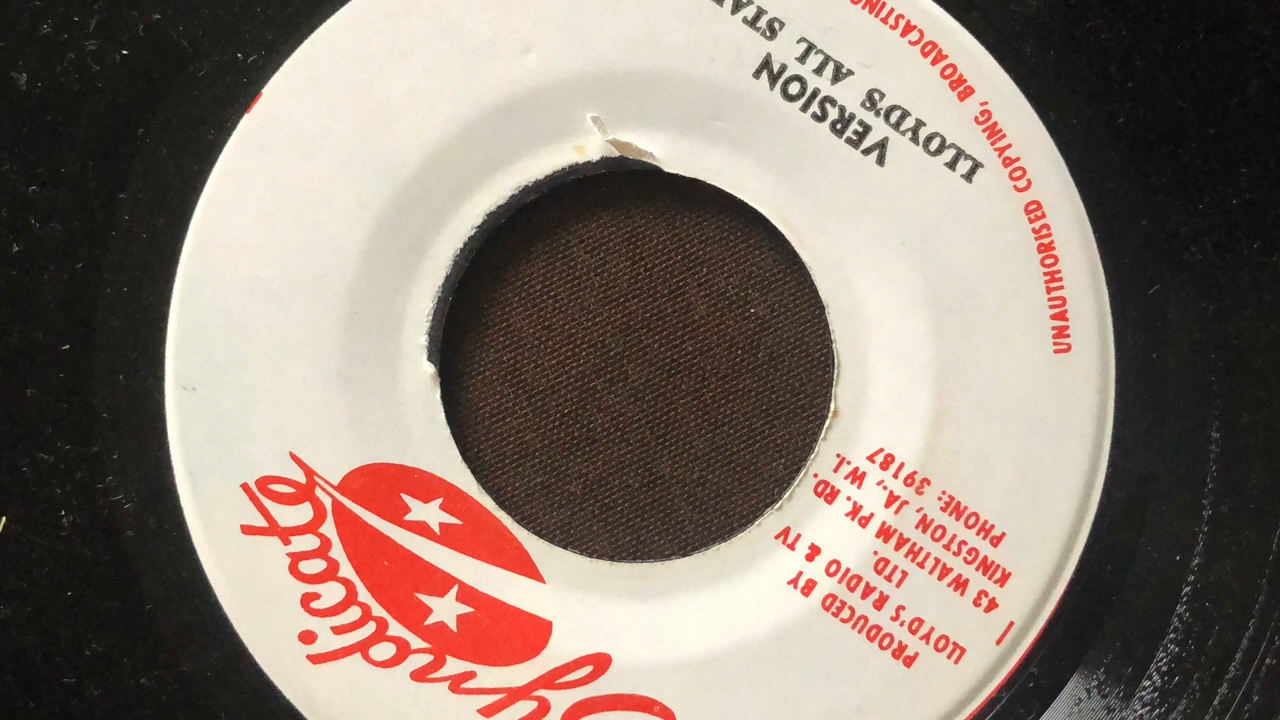 Syndicate
PRODUCED BY
LLOYD'S RADIO & TV
LTD.
43 WALTHAM PK. RD.
KINGSTON, JA., W.I.
PHONE: 39187
VERSION
LLOYD'S ALL STA
UNAUTHORISED COPYING, BROADCASTING